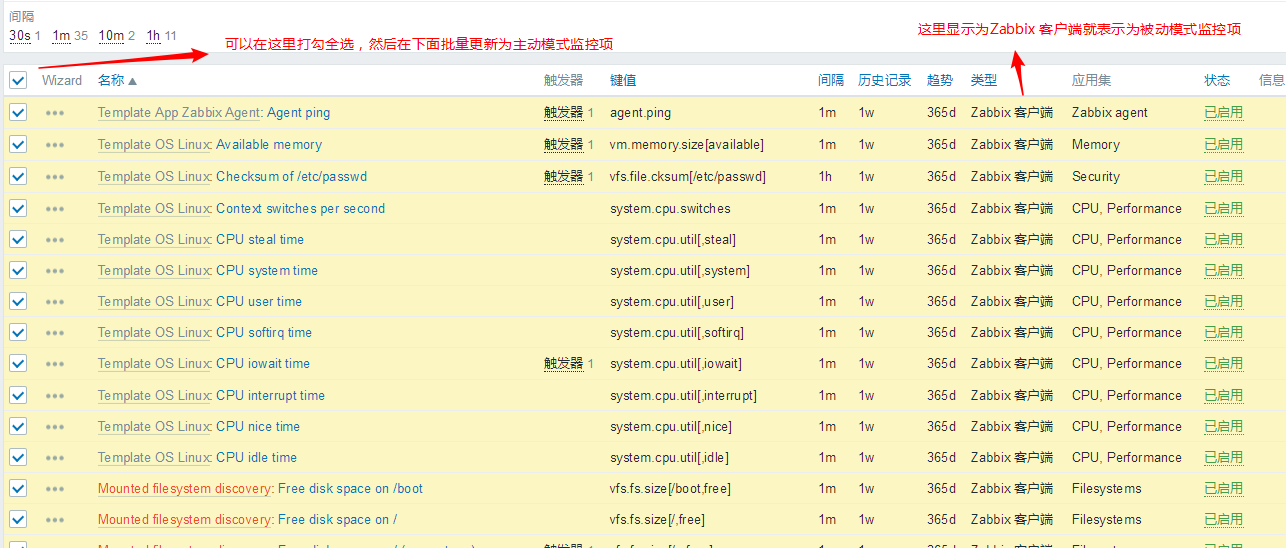 间隔
30s 1 1m 35 10m 2 1h 11
可以在这里打勾全选，然后在下面批量更新为主动模式监控项
这里显示为Zabbix 客户端就表示为被动模式监控项
Wizard 名称 触发器 键值 间隔 历史记录 趋势 类型 应用集 状态 信息
Template App Zabbix Agent: Agent ping 触发器 1 agent.ping 1m 1w 365d Zabbix 客户端 Zabbix agent 已启用
Template OS Linux: Available memory 触发器 1 vm.memory.size[available] 1m 1w 365d Zabbix 客户端 Memory 已启用
Template OS Linux: Checksum of /etc/passwd 触发器 1 vfs.file.cksum[/etc/passwd] 1h 1w 365d Zabbix 客户端 Security 已启用
Template OS Linux: Context switches per second system.cpu.switches 1m 1w 365d Zabbix 客户端 CPU, Performance 已启用
Template OS Linux: CPU steal time system.cpu.util[,steal] 1m 1w 365d Zabbix 客户端 CPU, Performance 已启用
Template OS Linux: CPU system time system.cpu.util[,system] 1m 1w 365d Zabbix 客户端 CPU, Performance 已启用
Template OS Linux: CPU user time system.cpu.util[,user] 1m 1w 365d Zabbix 客户端 CPU, Performance 已启用
Template OS Linux: CPU softirq time system.cpu.util[,softirq] 1m 1w 365d Zabbix 客户端 CPU, Performance 已启用
Template OS Linux: CPU iowait time 触发器 1 system.cpu.util[,iowait] 1m 1w 365d Zabbix 客户端 CPU, Performance 已启用
Template OS Linux: CPU interrupt time system.cpu.util[,interrupt] 1m 1w 365d Zabbix 客户端 CPU, Performance 已启用
Template OS Linux: CPU nice time system.cpu.util[,nice] 1m 1w 365d Zabbix 客户端 CPU, Performance 已启用
Template OS Linux: CPU idle time system.cpu.util[,idle] 1m 1w 365d Zabbix 客户端 CPU, Performance 已启用
Mounted filesystem discovery: Free disk space on /boot vfs.fs.size[/boot,free] 1m 1w 365d Zabbix 客户端 Filesystems 已启用
Mounted filesystem discovery: Free disk space on / vfs.fs.size[/,free] 1m 1w 365d Zabbix 客户端 Filesystems 已启用